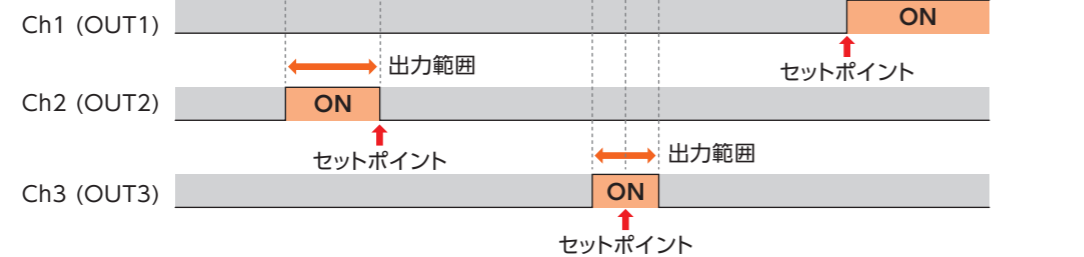 Ch1 (OUT1)
ON
セットポイント
出力範囲
Ch2 (OUT2)
ON
セットポイント
出力範囲
Ch3 (OUT3)
ON
セットポイント